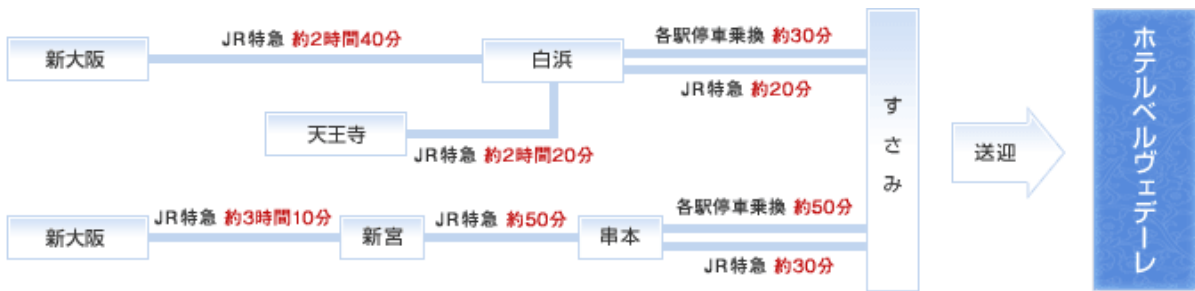 新大阪
JR特急 約2時間40分
白浜
各駅停車乗換 約30分
JR特急 約20分
天王寺
JR特急 約2時間20分
新大阪
JR特急 約3時間10分
新宮
JR特急 約50分
串本
各駅停車乗換 約50分
JR特急 約30分
すさみ
送迎
ホテルベルヴェデーレ